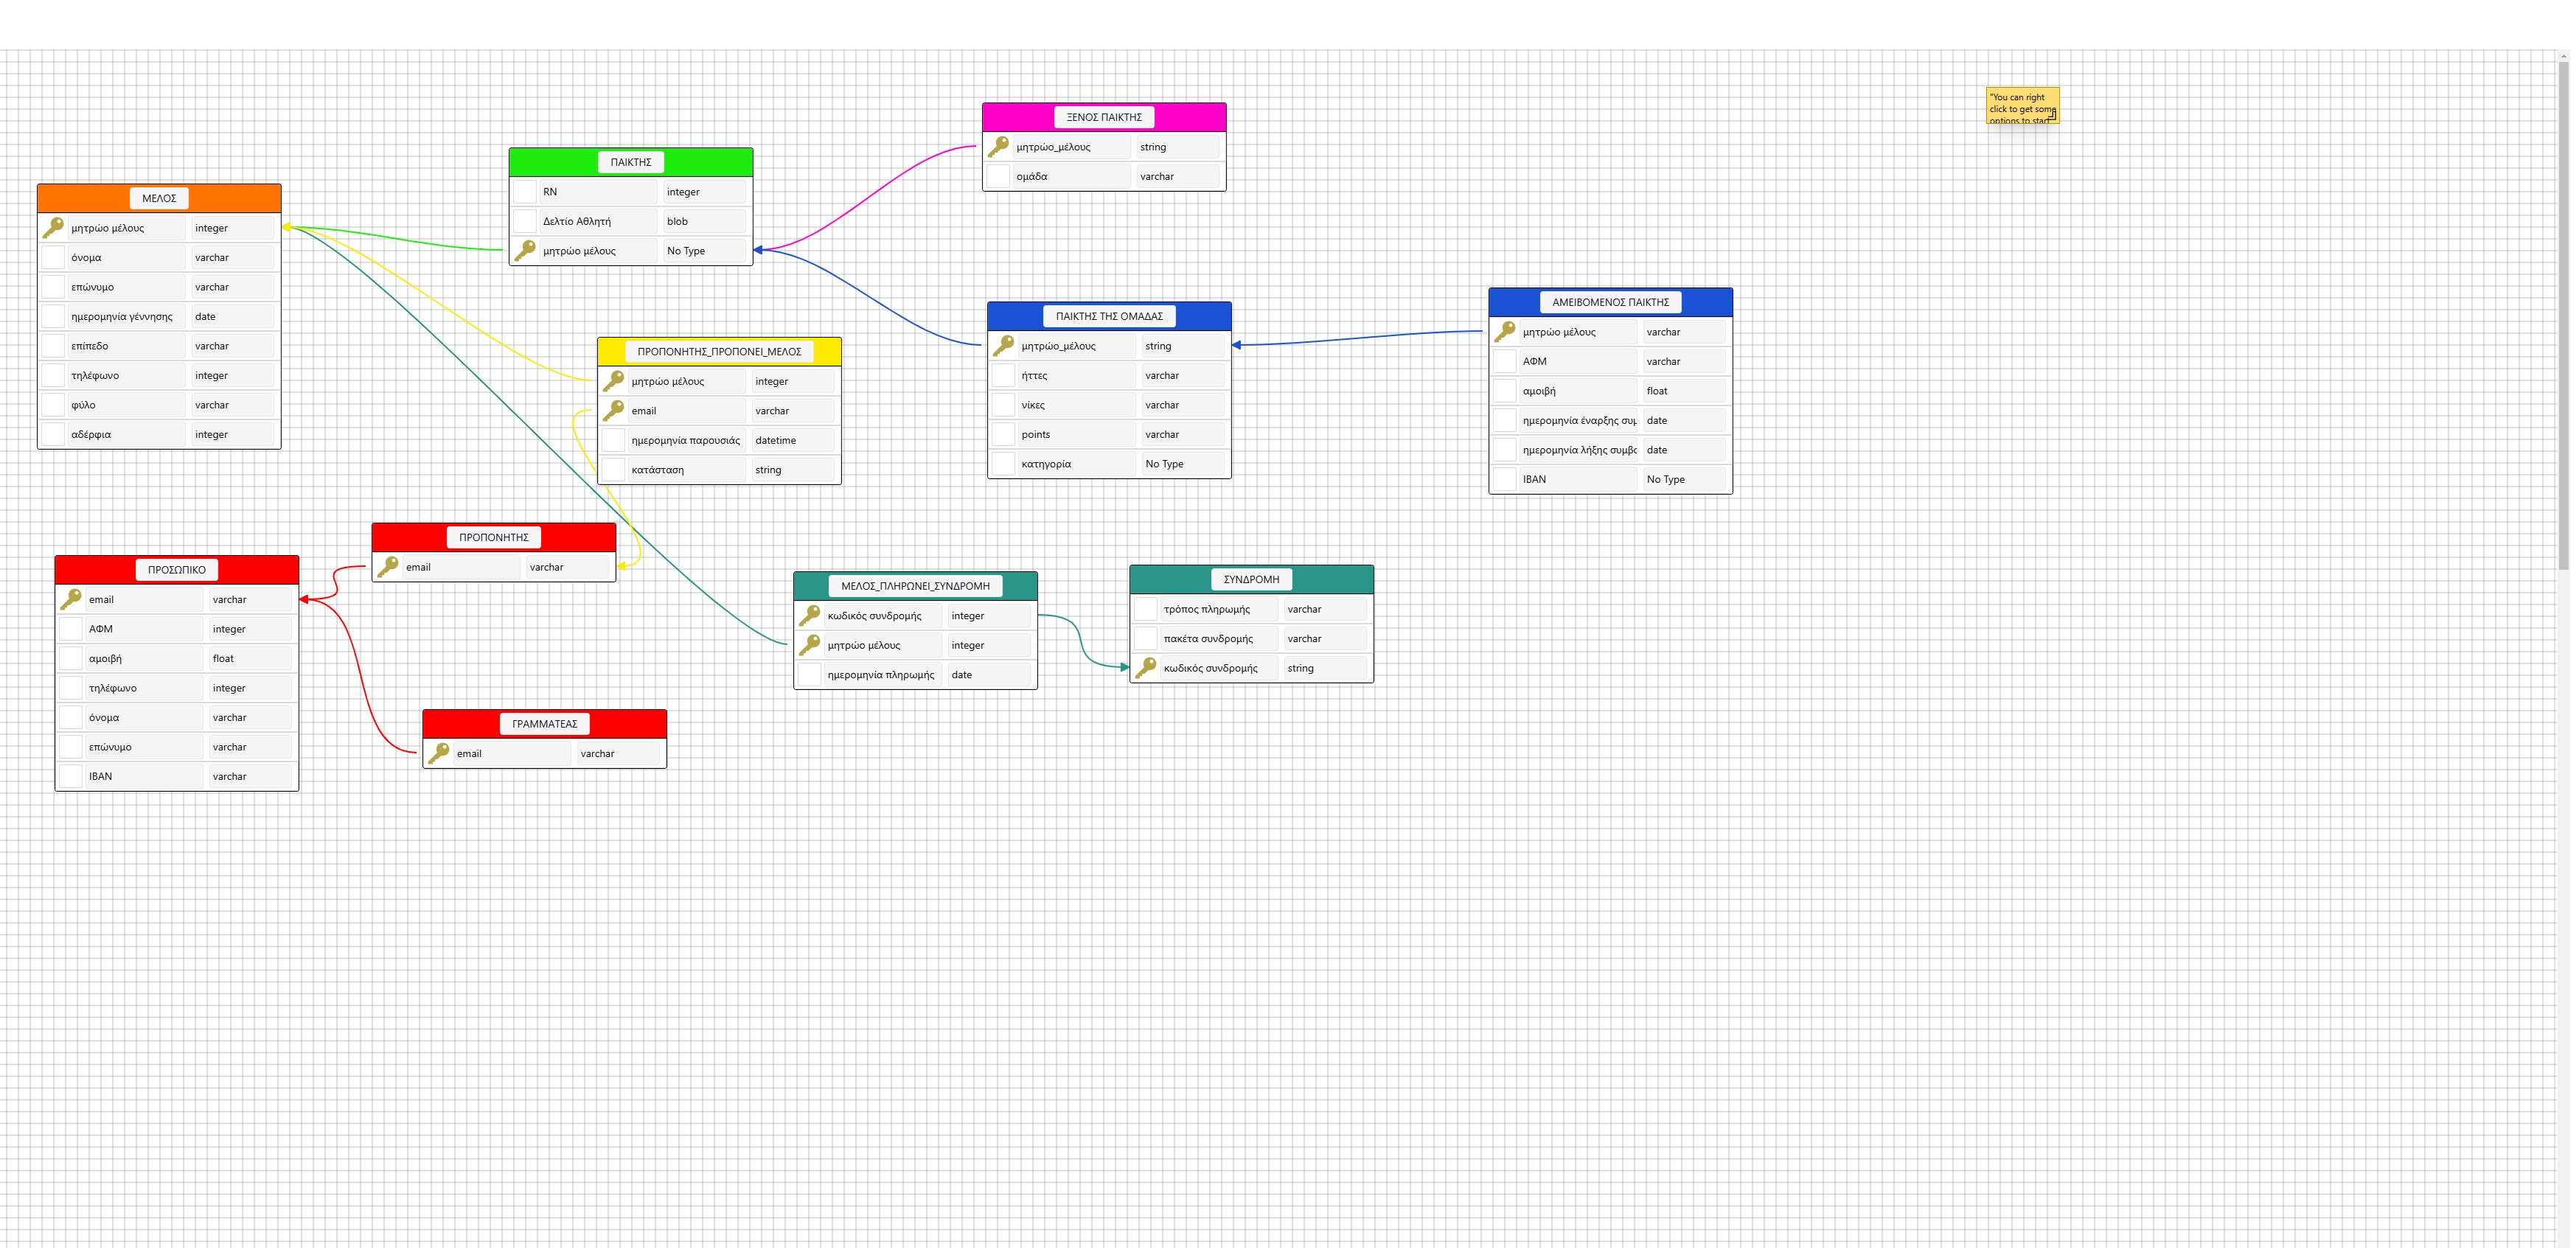 "You can right
click to get some
options to start
ΞΕΝΟΣ ΠΑΙΚΤΗΣ
μητρώο_μέλους string
ομάδα varchar
ΠΑΙΚΤΗΣ
RN integer
Δελτίο Αθλητή blob
μητρώο μέλους No Type
ΜΕΛΟΣ
μητρώο μέλους integer
όνομα varchar
επώνυμο varchar
ημερομηνία γέννησης date
επίπεδο varchar
τηλέφωνο integer
φύλο varchar
αδέρφια integer
ΠΡΟΠΟΝΗΤΗΣ_ΠΡΟΠΟΝΕΙ_ΜΕΛΟΣ
μητρώο μέλους integer
email varchar
ημερομηνία παρουσιάς datetime
κατάσταση string
ΠΑΙΚΤΗΣ ΤΗΣ ΟΜΑΔΑΣ
μητρώο_μέλους string
ήττες varchar
νίκες varchar
points varchar
κατηγορία No Type
ΑΜΕΙΒΟΜΕΝΟΣ ΠΑΙΚΤΗΣ
μητρώο μέλους varchar
ΑΦΜ varchar
αμοιβή float
ημερομηνία έναρξης συμ date
ημερομηνία λήξης συμβ date
IBAN No Type
ΠΡΟΠΟΝΗΤΗΣ
email varchar
ΠΡΟΣΩΠΙΚΟ
email varchar
ΑΦΜ integer
αμοιβή float
τηλέφωνο integer
όνομα varchar
επώνυμο varchar
IBAN varchar
ΓΡΑΜΜΑΤΕΑΣ
email varchar
ΜΕΛΟΣ_ΠΛΗΡΩΝΕΙ_ΣΥΝΔΡΟΜΗ
κωδικός συνδρομής integer
μητρώο μέλους integer
ημερομηνία πληρωμής date
ΣΥΝΔΡΟΜΗ
τρόπος πληρωμής varchar
πακέτα συνδρομής varchar
κωδικός συνδρομής string